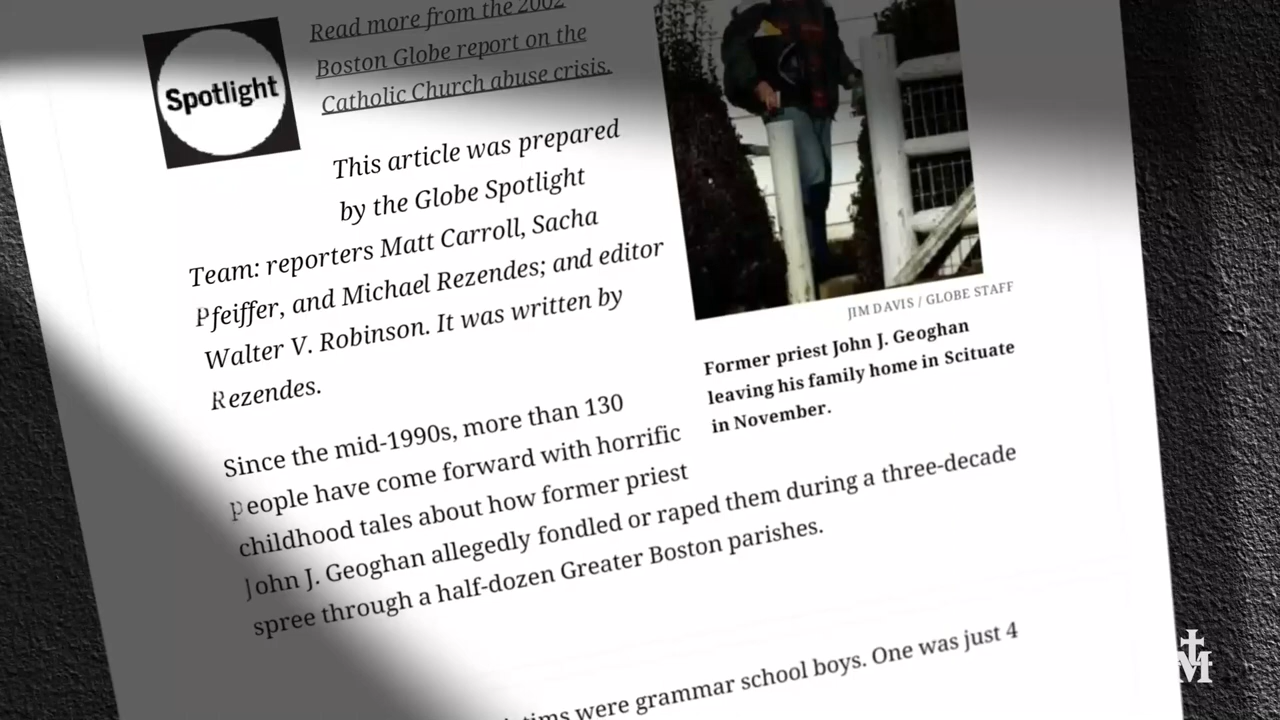 Read more from the 2002
Boston Globe report on the
Catholic Church abuse crisis.
Spotlight
This article was prepared
by the Globe Spotlight
Team: reporters Matt Carroll, Sacha
Pfeiffer, and Michael Rezendes; and editor
Walter V. Robinson. It was written by
Rezendes.
JIM DAVIS / GLOBE STAFF
Former priest John J. Geoghan
leaving his family home in Scituate
in November.
Since the mid-1990s, more than 130
people have come forward with horrific
childhood tales about how former priest
John J. Geoghan allegedly fondled or raped them during a three-decade
spree through a half-dozen Greater Boston parishes.
were grammar school boys. One was just 4
M